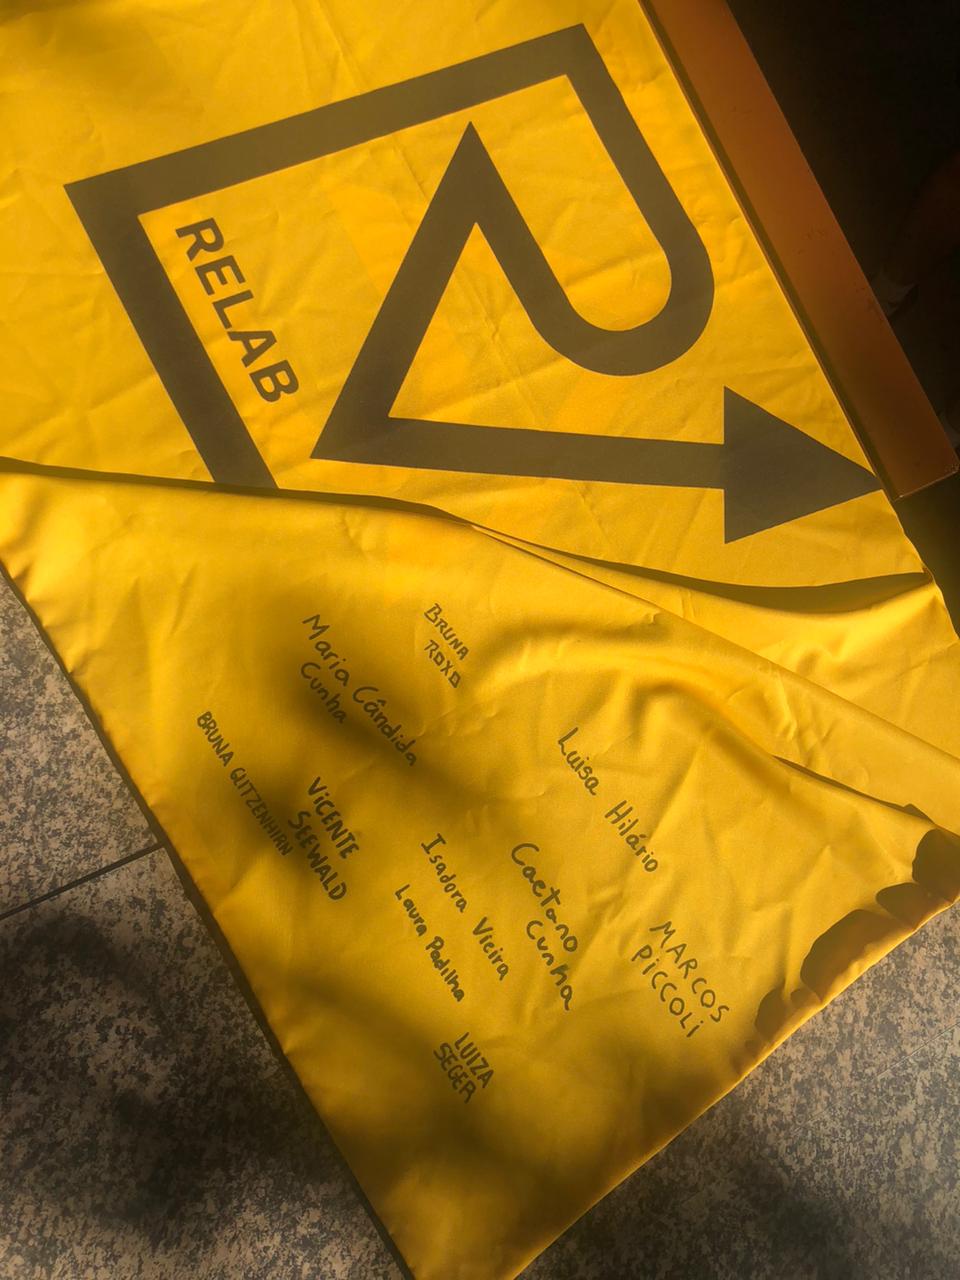 RELAB
BRUNA
ROXO
Maria Cândida
Cunha
BRUNA GUTZENHIRN
VICENTE
SEEWALD
Luisa Hilário
Isadora Vieira
Laura Padilha
Caetano
Cunha
MARCOS
PICCOLI
LUIZA
SEGER